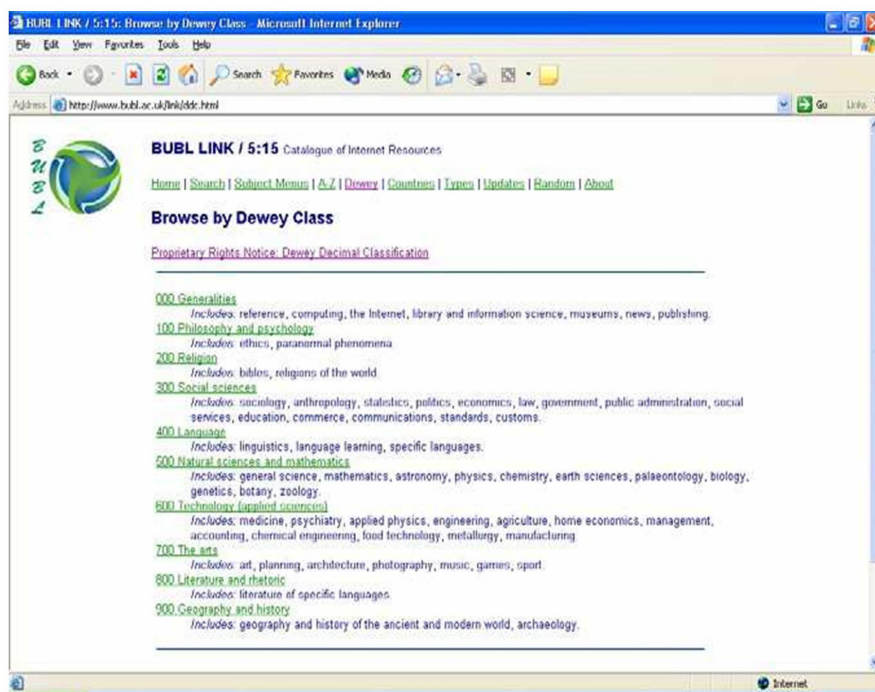 BUBL LINK / 5:15: Browse by Dewey Class - Microsoft Internet Explorer
File Edit View Favorites Tools Help
Back Search Favorites Media
Address http://www.bubl.ac.uk/link/ddc.html Go Links
BUBL
BUBL LINK / 5:15 Catalogue of Internet Resources
Home | Search | Subject Menus | A-Z | Dewey | Countries | Types | Updates | Random | About
Browse by Dewey Class
Proprietary Rights Notice: Dewey Decimal Classification
000 Generalities
Includes: reference, computing, the Internet, library and information science, museums, news, publishing.
100 Philosophy and psychology
Includes: ethics, paranormal phenomena
200 Religion
Includes: bibles, religions of the world
300 Social sciences
Includes: sociology, anthropology, statistics, politics, economics, law, government, public administration, social
services, education, commerce, communications, standards, customs.
400 Language
Includes: linguistics, language learning, specific languages.
500 Natural sciences and mathematics
Includes: general science, mathematics, astronomy, physics, chemistry, earth sciences, palaeontology, biology,
genetics, botany, zoology.
600 Technology (applied sciences)
Includes: medicine, psychiatry, applied physics, engineering, agriculture, home economics, management,
accounting, chemical engineering, food technology, metallurgy, manufacturing
700 The arts
Includes: art, planning, architecture, photography, music, games, sport.
800 Literature and rhetoric
Includes: literature of specific languages
900 Geography and history
Includes: geography and history of the ancient and modern world, archaeology.
Internet